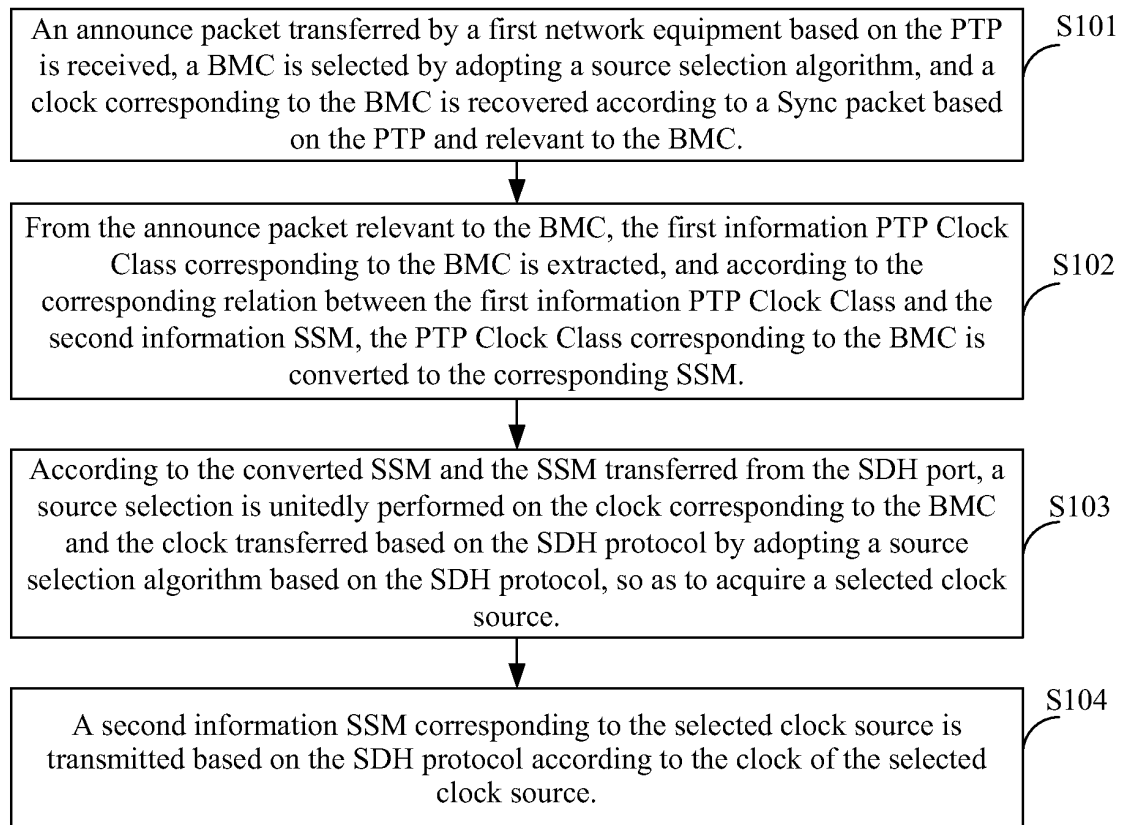 An announce packet transferred by a first network equipment based on the PTP
is received, a BMC is selected by adopting a source selection algorithm, and a
clock corresponding to the BMC is recovered according to a Sync packet based
on the PTP and relevant to the BMC.
S101
From the announce packet relevant to the BMC, the first information PTP Clock
Class corresponding to the BMC is extracted, and according to the
corresponding relation between the first information PTP Clock Class and the
second information SSM, the PTP Clock Class corresponding to the BMC is
converted to the corresponding SSM.
S102
According to the converted SSM and the SSM transferred from the SDH port, a
source selection is unitedly performed on the clock corresponding to the BMC
and the clock transferred based on the SDH protocol by adopting a source
selection algorithm based on the SDH protocol, so as to acquire a selected clock
source.
S103
A second information SSM corresponding to the selected clock source is
transmitted based on the SDH protocol according to the clock of the selected
clock source.
S104